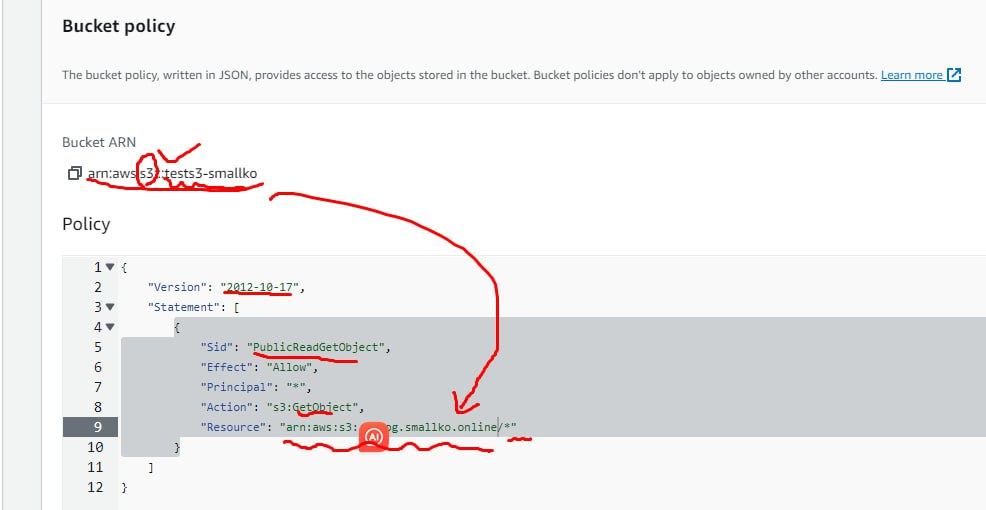 Bucket policy
The bucket policy, written in JSON, provides access to the objects stored in the bucket. Bucket policies don't apply to objects owned by other accounts. Learn more
Bucket ARN
arn:aws:s3:::tests3-smallko
Policy
1 {
2 "Version": "2012-10-17",
3 "Statement": [
4 {
5 "Sid": "PublicReadGetObject",
6 "Effect": "Allow",
7 "Principal": "*",
8 "Action": "s3:GetObject",
9 "Resource": "arn:aws:s3: og.smallko.online/*"
10 }
11 ]
12 }
AI